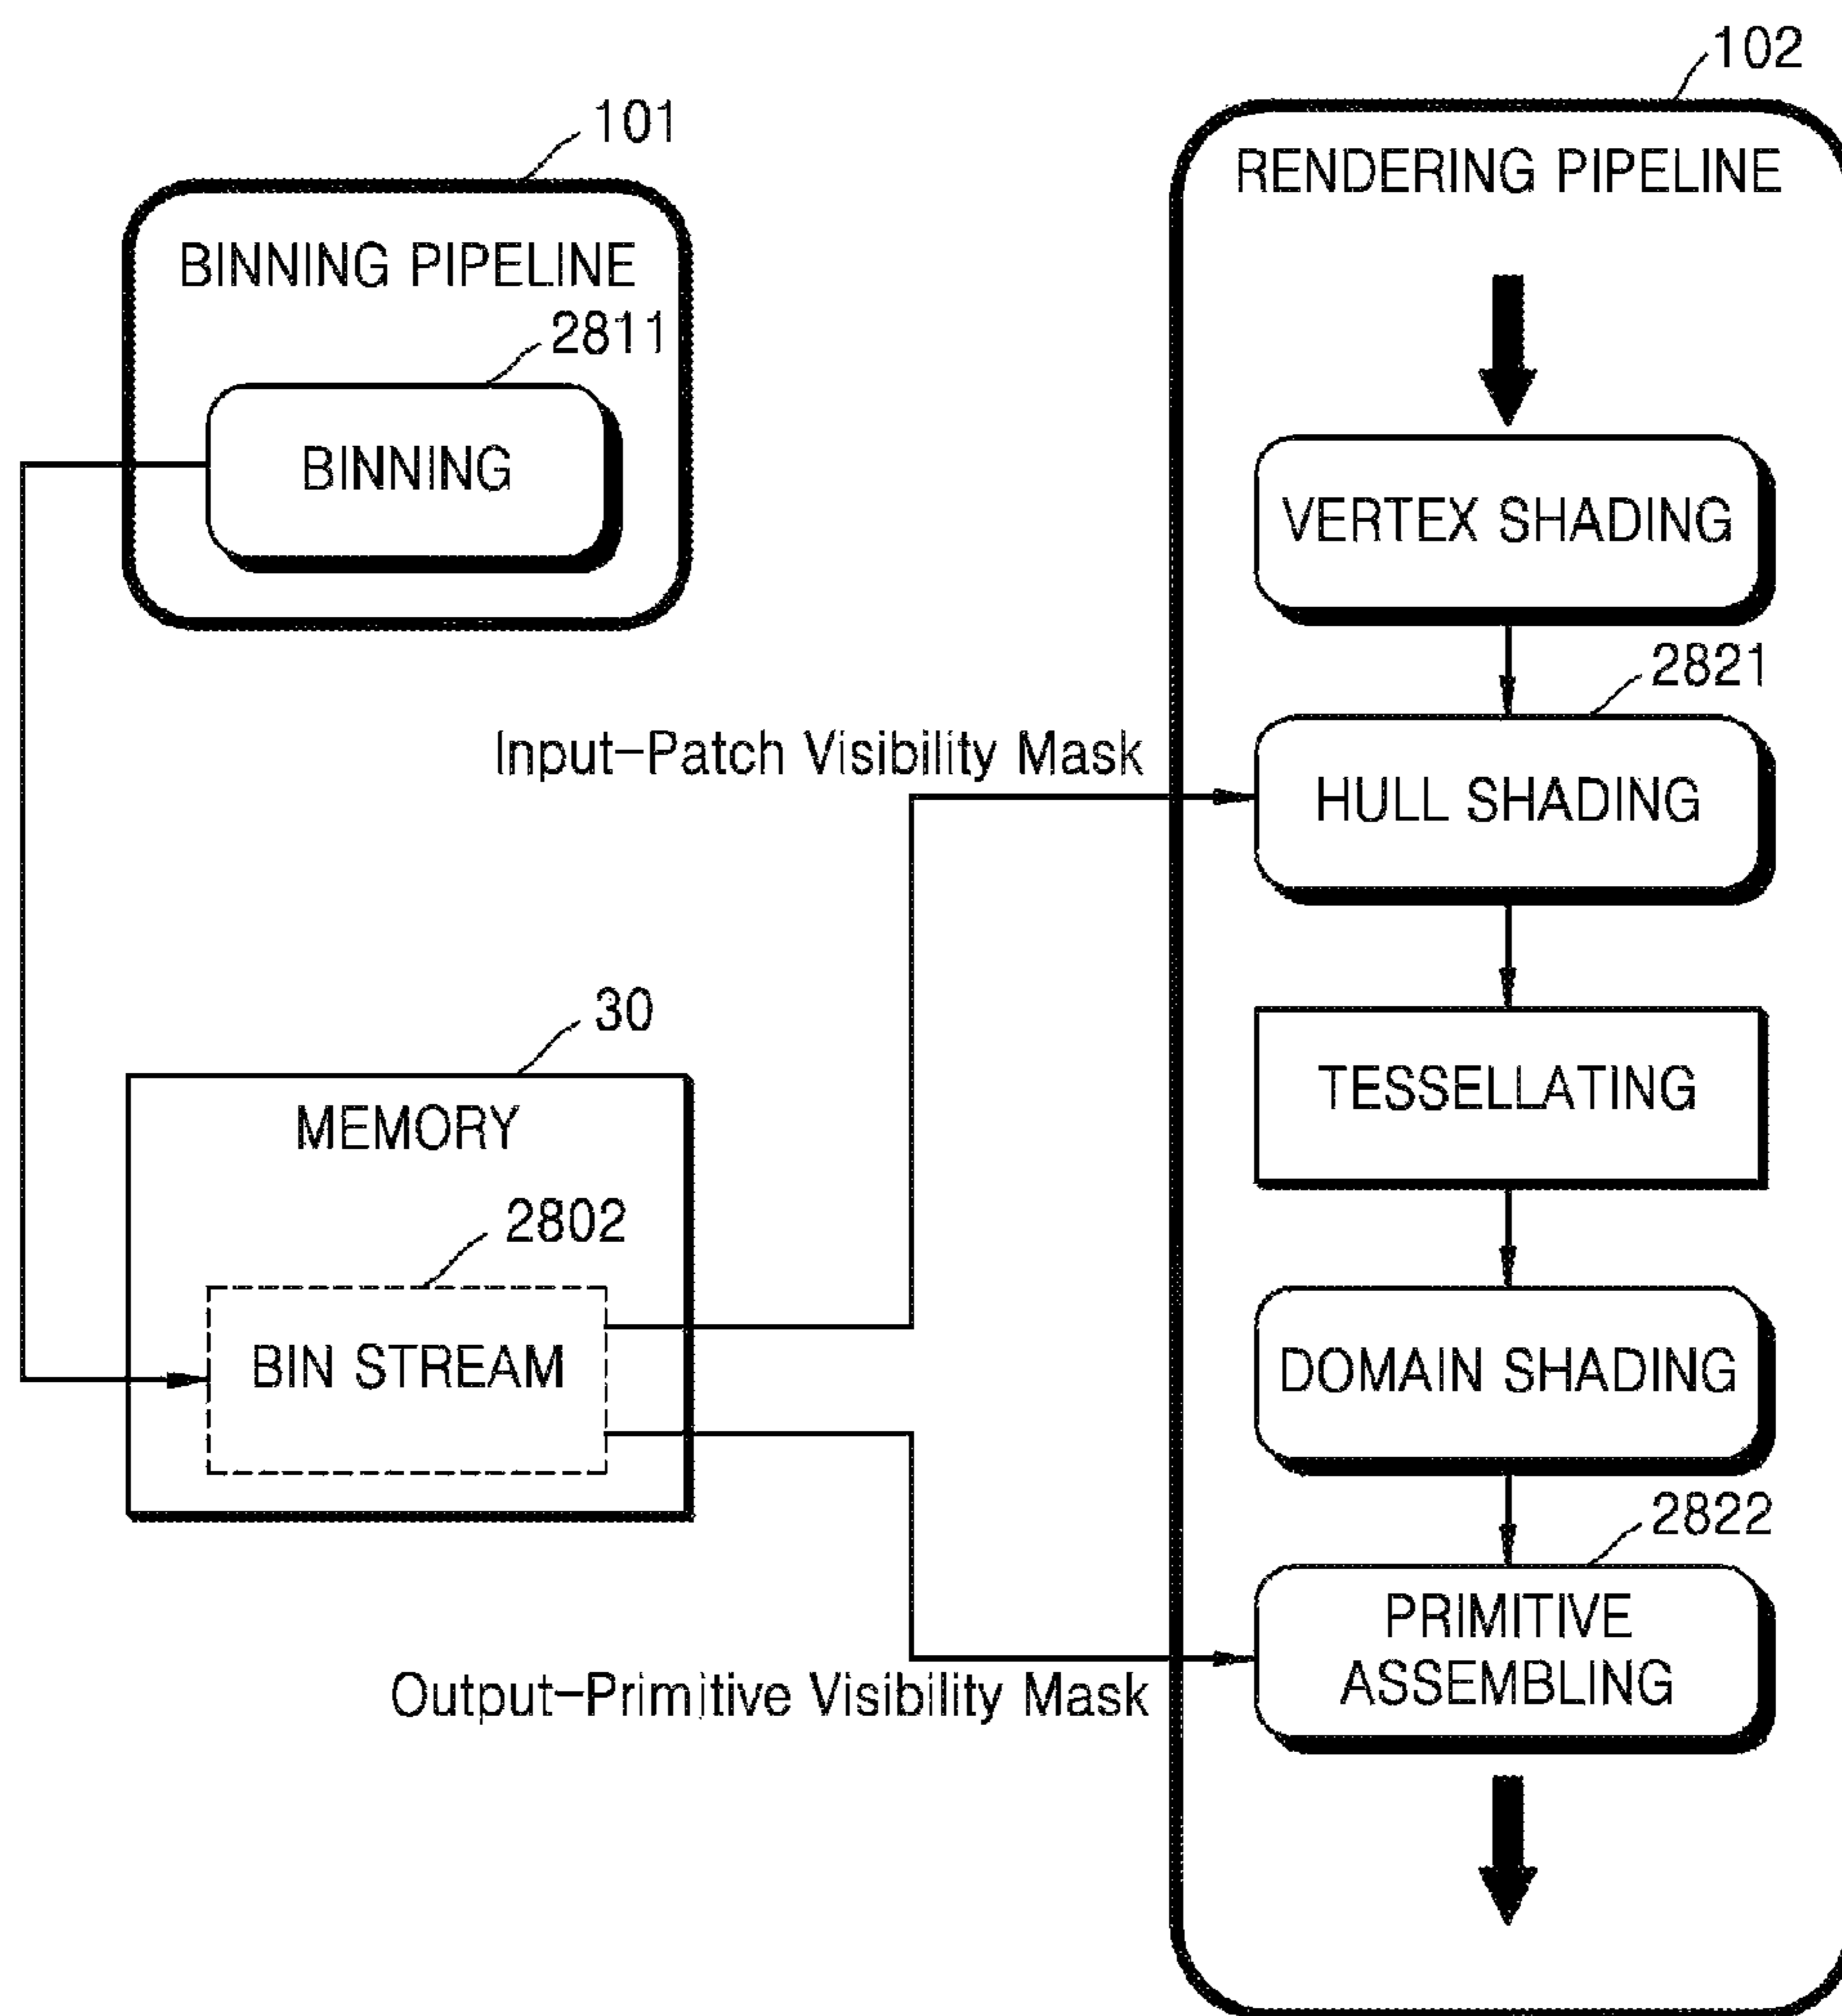 101
BINNING PIPELINE
2811
BINNING
30
MEMORY
2802
BIN STREAM
Input-Patch Visibility Mask
Output-Primitive Visibility Mask
102
RENDERING PIPELINE
VERTEX SHADING
2821
HULL SHADING
TESSELLATING
DOMAIN SHADING
2822
PRIMITIVE
ASSEMBLING